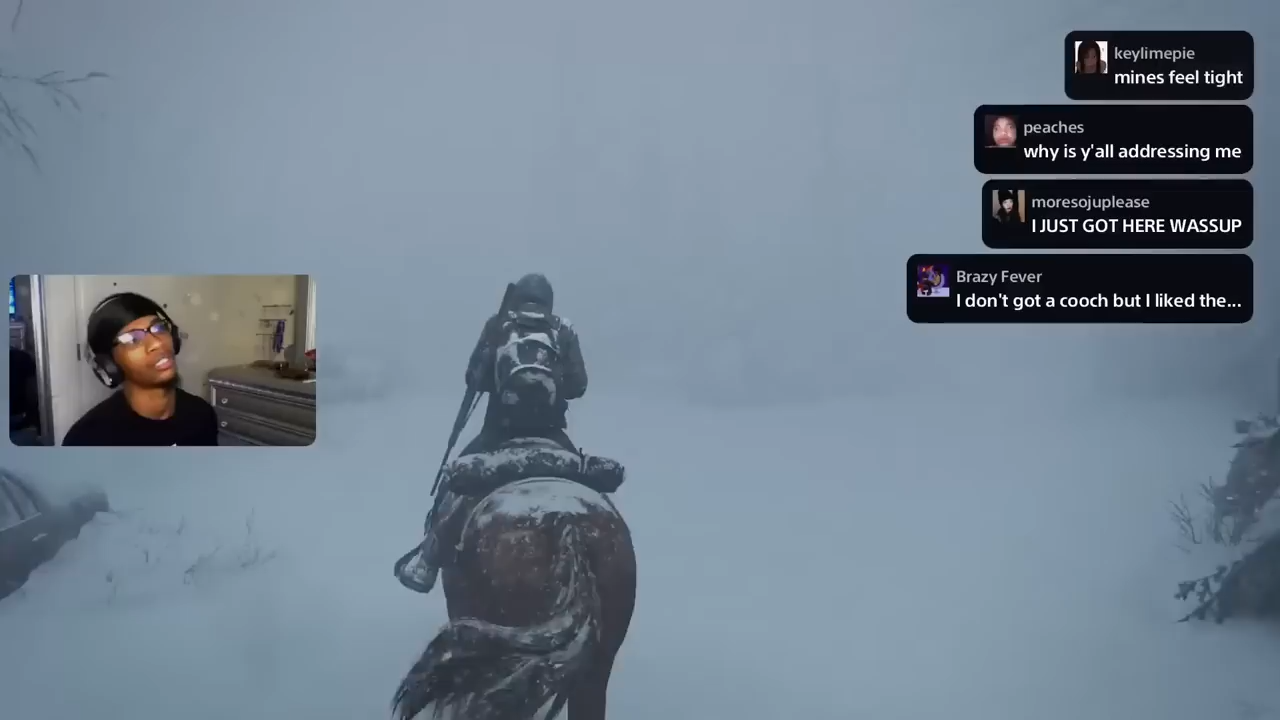 keylimepie
mines feel tight
peaches
why is y'all addressing me
moresojuplease
I JUST GOT HERE WASSUP
Brazy Fever
I don't got a cooch but I liked the...